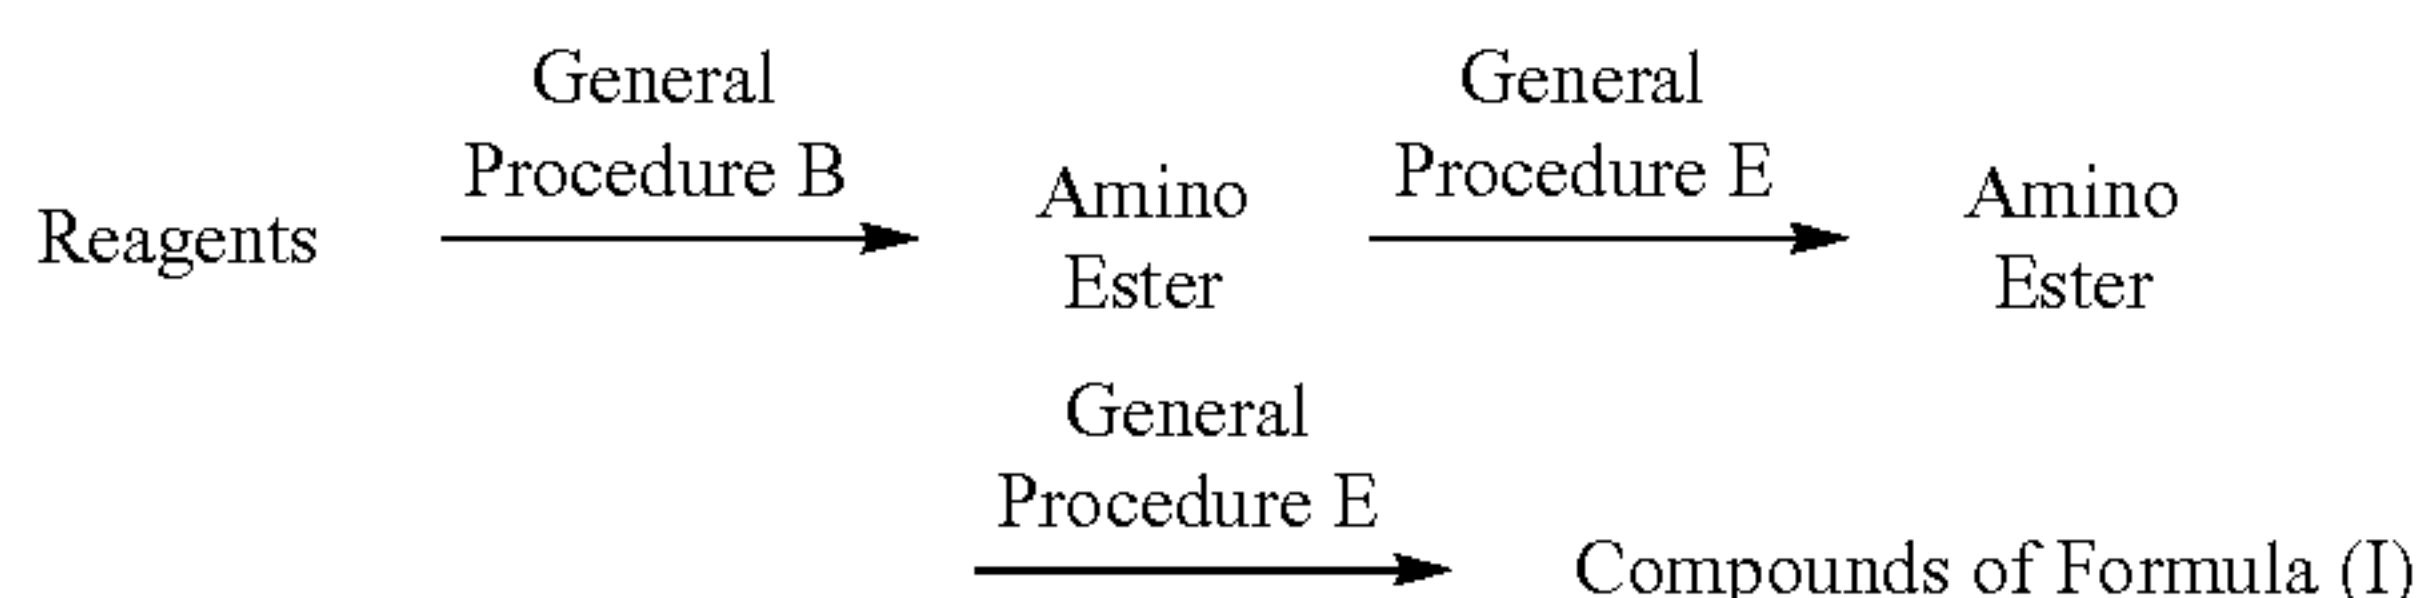 General
Procedure B
General
Procedure E
Reagents
Amino
Ester
Amino
Ester
General
Procedure E
Compounds of Formula (I)